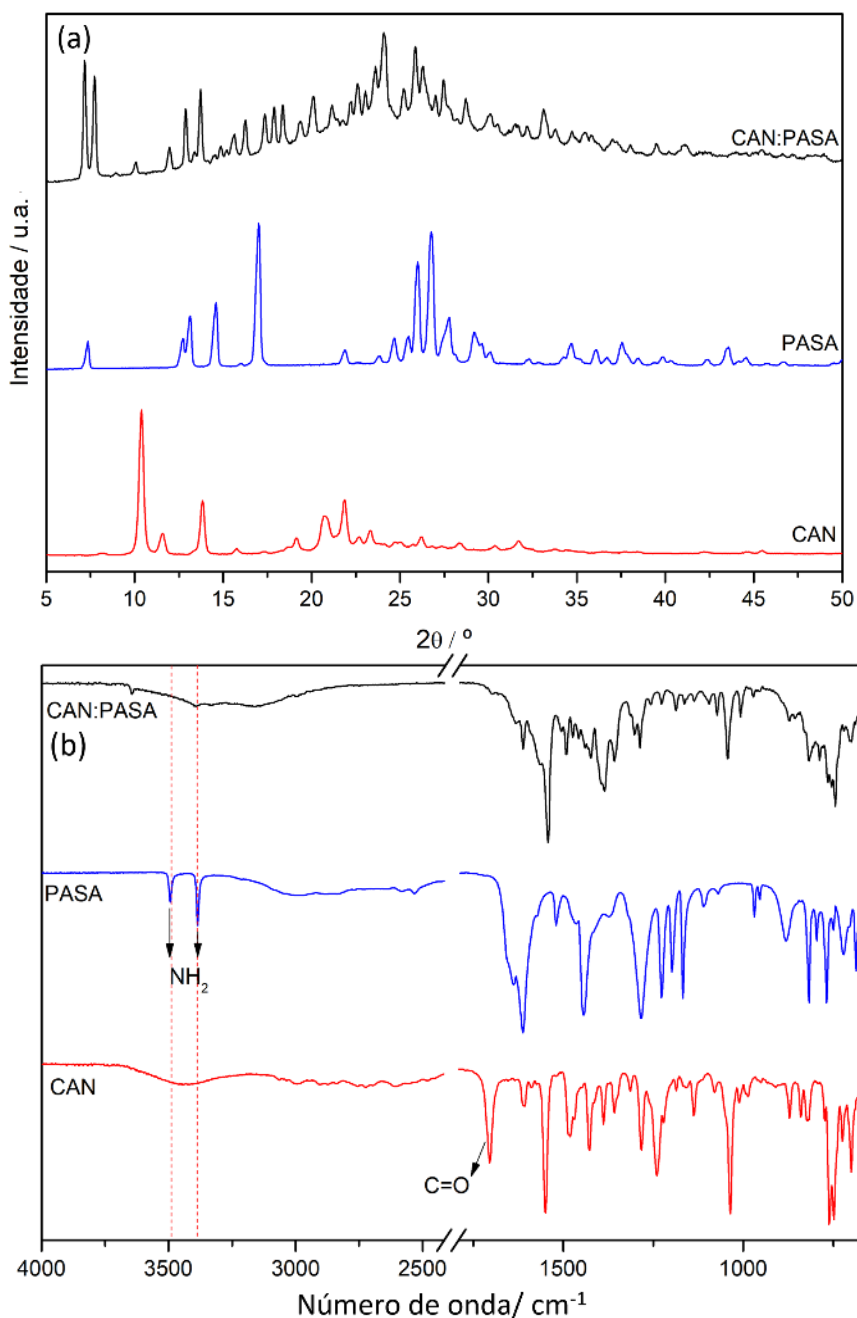 (a)
CAN:PASA
PASA
CAN
Intensidade / u.a.
5 10 15 20 25 30 35 40 45 50
2θ / º
CAN:PASA
(b)
PASA
NH₂
CAN
C=O
4000 3500 3000 2500 1500 1000
Número de onda/ cm⁻¹